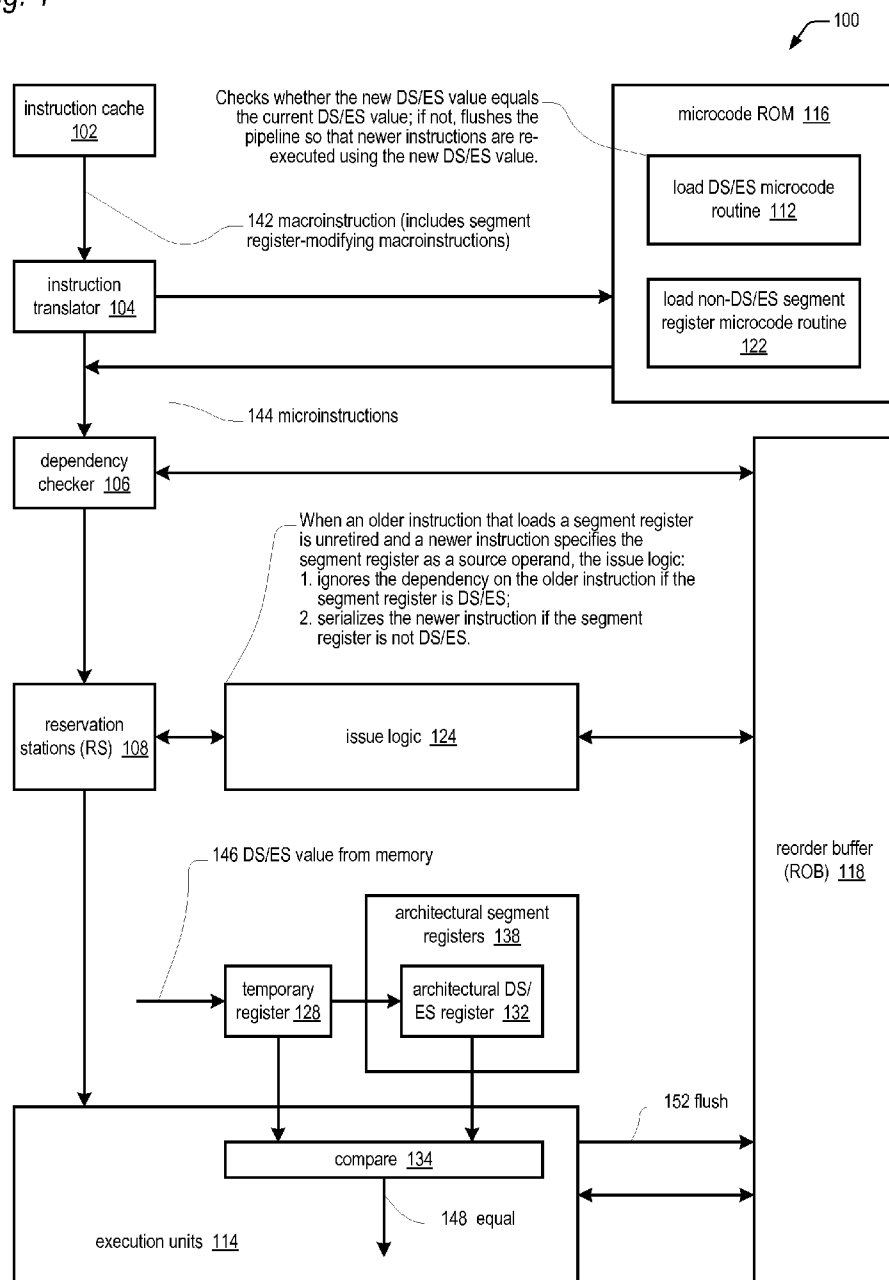 100
instruction cache
102
Checks whether the new DS/ES value equals
the current DS/ES value; if not, flushes the
pipeline so that newer instructions are re-
executed using the new DS/ES value.
microcode ROM 116
load DS/ES microcode
routine 112
142 macroinstruction (includes segment
register-modifying macroinstructions)
instruction
translator 104
load non-DS/ES segment
register microcode routine
122
144 microinstructions
dependency
checker 106
When an older instruction that loads a segment register
is unretired and a newer instruction specifies the
segment register as a source operand, the issue logic:
1. ignores the dependency on the older instruction if the
segment register is DS/ES;
2. serializes the newer instruction if the segment
register is not DS/ES.
reservation
stations (RS) 108
issue logic 124
reorder buffer
(ROB) 118
146 DS/ES value from memory
architectural segment
registers 138
temporary
register 128
architectural DS/
ES register 132
152 flush
compare 134
148 equal
execution units 114